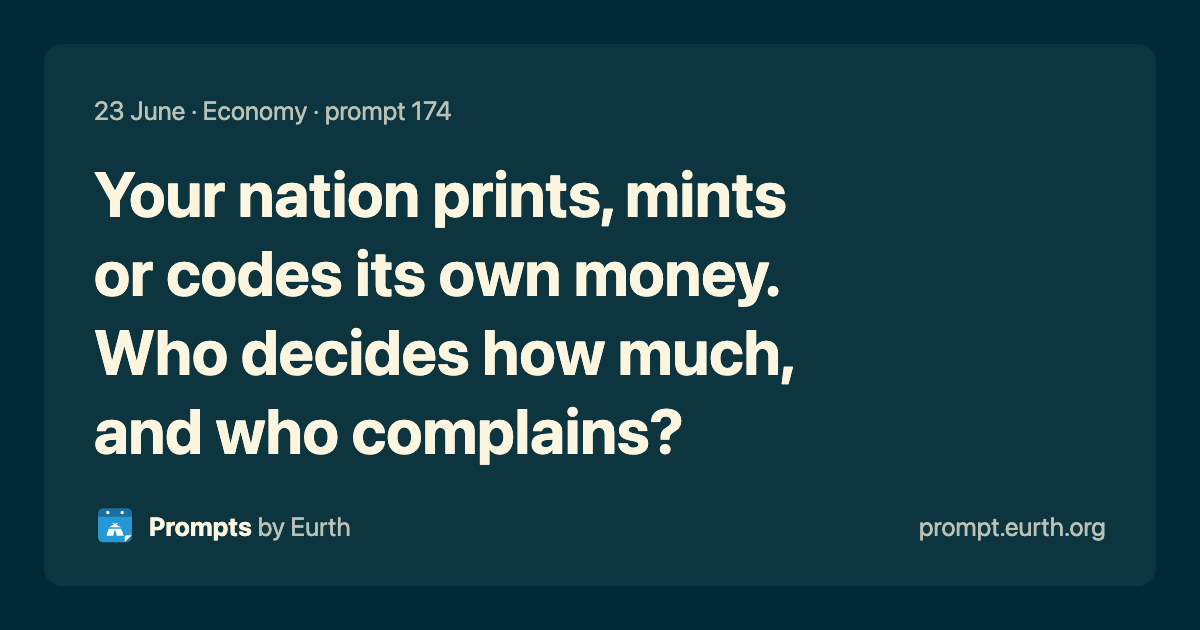 23 June · Economy · prompt 174
Your nation prints, mints
or codes its own money.
Who decides how much,
and who complains?
Prompts by Eurth
prompt.eurth.org